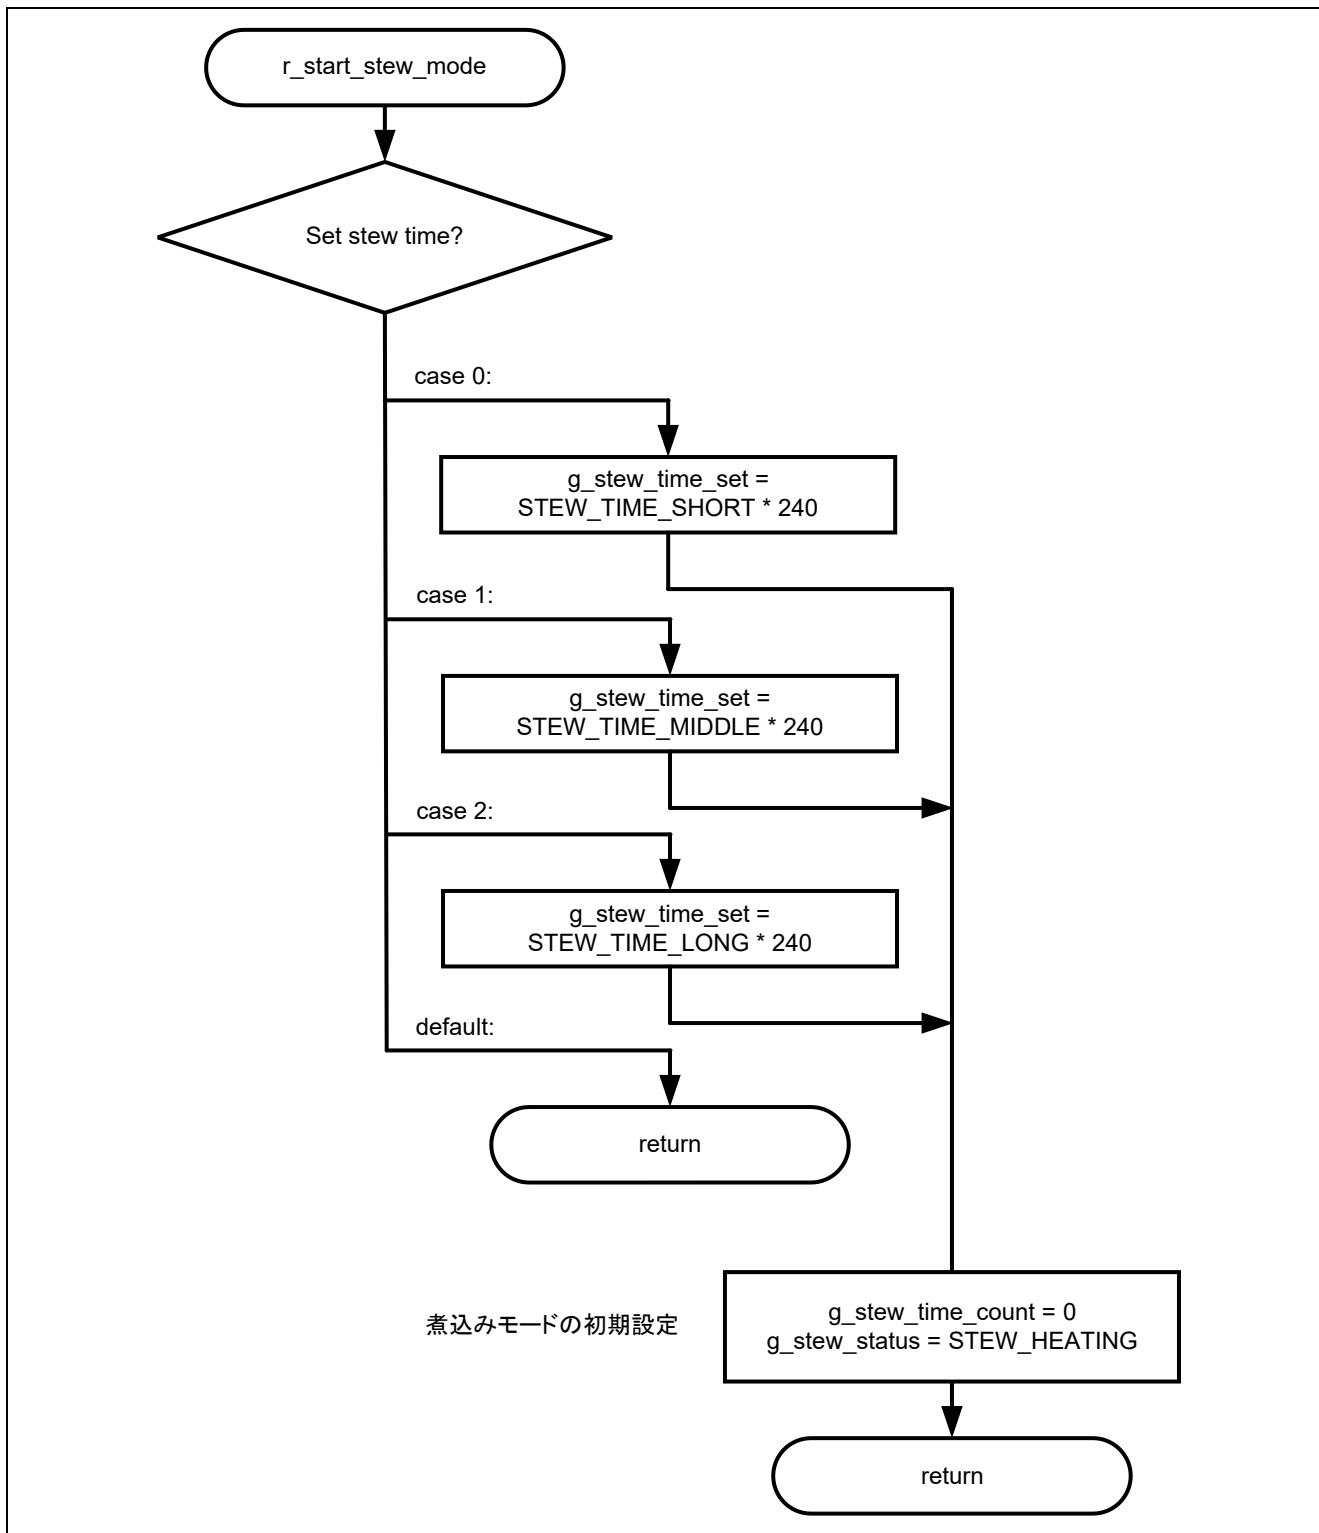 r_start_stew_mode
Set stew time?
case 0:
g_stew_time_set =
STEW_TIME_SHORT * 240
case 1:
g_stew_time_set =
STEW_TIME_MIDDLE * 240
case 2:
g_stew_time_set =
STEW_TIME_LONG * 240
default:
return
煮込みモードの初期設定
g_stew_time_count = 0
g_stew_status = STEW_HEATING
return